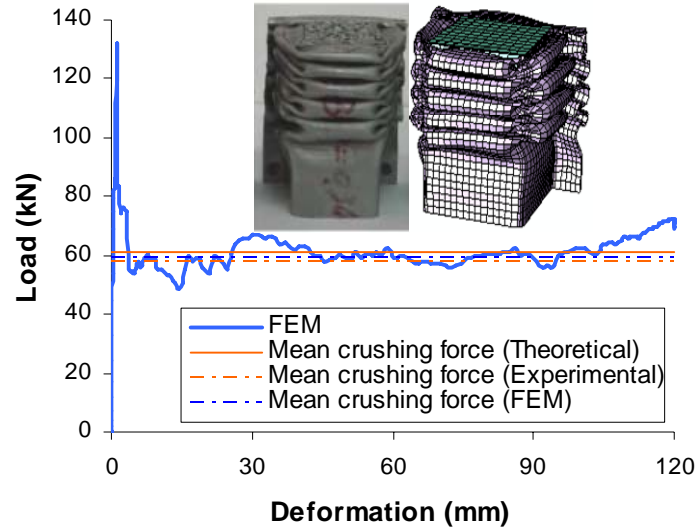 140
120
100
80
60
40
20
0
Load (kN)
FEM
Mean crushing force (Theoretical)
Mean crushing force (Experimental)
Mean crushing force (FEM)
0
30
60
90
120
Deformation (mm)